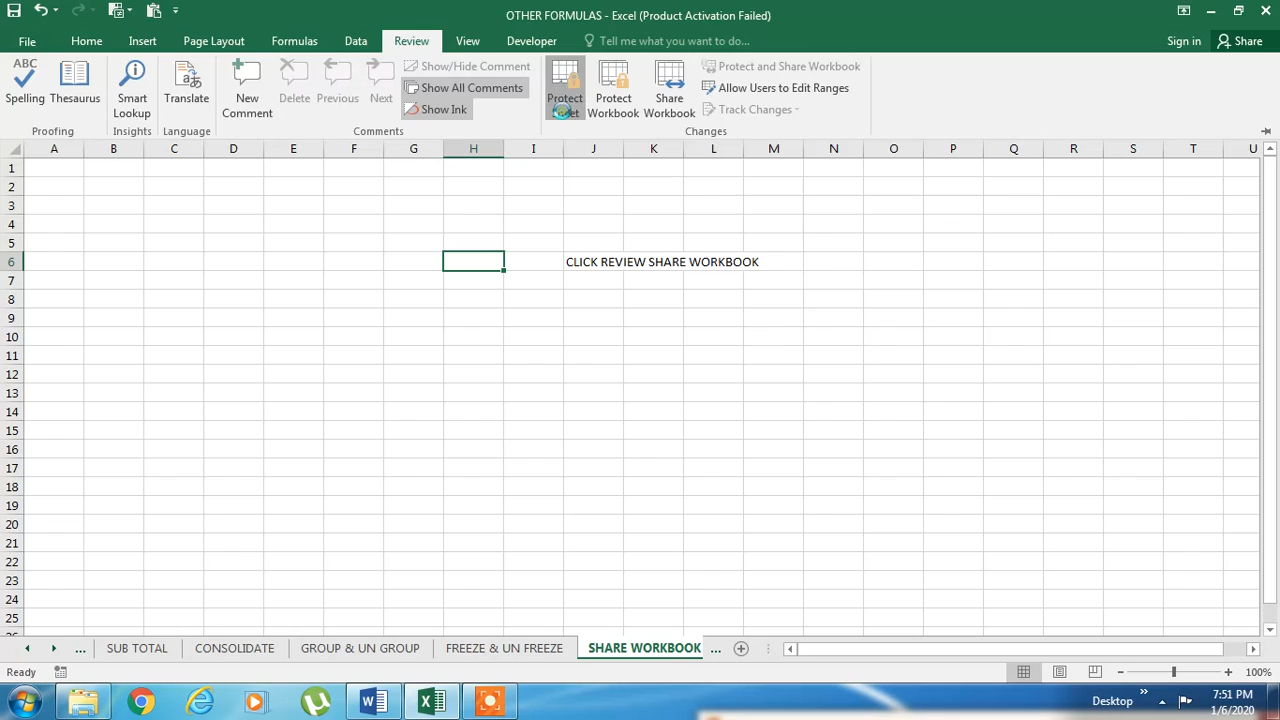 OTHER FORMULAS - Excel (Product Activation Failed)
File Home Insert Page Layout Formulas Data Review View Developer Tell me what you want to do... Sign in Share
ABC
Spelling Thesaurus
Smart Lookup
Translate
New Comment
Delete Previous Next
Show/Hide Comment
Show All Comments
Show Ink
Protect
Protect Workbook
Share Workbook
Protect and Share Workbook
Allow Users to Edit Ranges
Track Changes
Proofing Insights Language Comments Changes
A B C D E F G H I J K L M N O P Q R S T U
1
2
3
4
5
6 CLICK REVIEW SHARE WORKBOOK
7
8
9
10
11
12
13
14
15
16
17
18
19
20
21
22
23
24
25
... SUB TOTAL CONSOLIDATE GROUP & UN GROUP FREEZE & UN FREEZE SHARE WORKBOOK ...
Ready 100%
Desktop 7:51 PM
1/6/2020